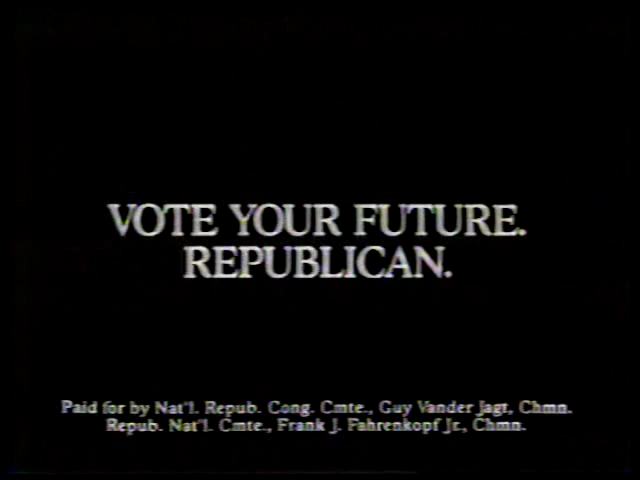 VOTE YOUR FUTURE.
REPUBLICAN.
Paid for by Nat'l. Repub. Cong. Cmte., Guy Vander Jagt, Chmn.
Repub. Nat'l. Cmte., Frank J. Fahrenkopf Jr., Chmn.